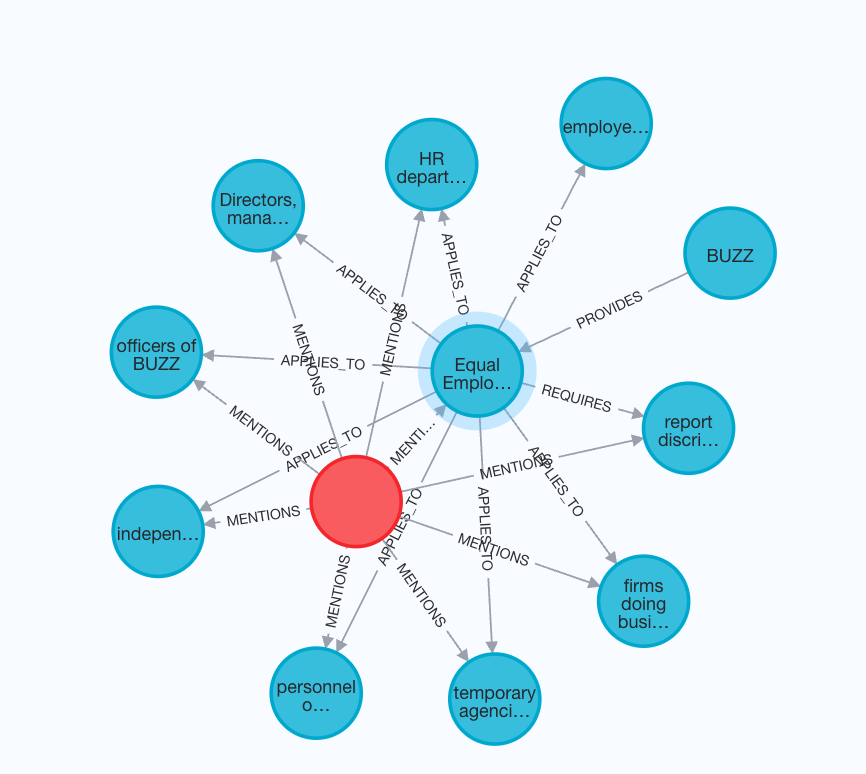 employe…
HR
depart…
Directors,
mana…
APPLIES_TO
APPLIES_TO
APPLIES_TO
BUZZ
PROVIDES
MENTIONS
officers of
BUZZ
APPLIES_TO
MENTIONS
Equal
Emplo…
REQUIRES
report
discri…
MENTIONS
APPLIES_TO
MENTI…
MENTIONS
APPLIES_TO
indepen…
MENTIONS
APPLIES_TO
APPLIES_TO
MENTIONS
firms
doing
busi…
MENTIONS
MENTIONS
personnel
o…
temporary
agenci…